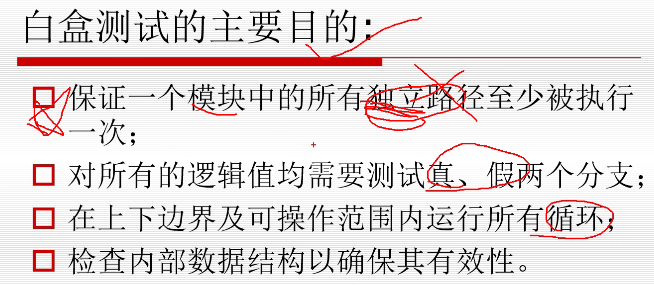 白盒测试的主要目的:
保证一个模块中的所有独立路径至少被执行
一次;
对所有的逻辑值均需要测试真、假两个分支;
在上下边界及可操作范围内运行所有循环;
检查内部数据结构以确保其有效性。